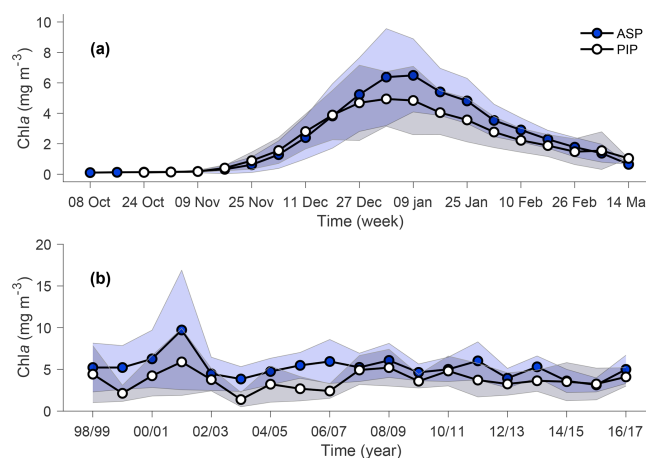 10
8
6
4
2
0
Chla (mg m⁻³)
(a)
ASP
PIP
08 Oct 24 Oct 09 Nov 25 Nov 11 Dec 27 Dec 09 jan 25 Jan 10 Feb 26 Feb 14 Ma
Time (week)
20
15
10
5
0
Chla (mg m⁻³)
(b)
98/99 00/01 02/03 04/05 06/07 08/09 10/11 12/13 14/15 16/17
Time (year)